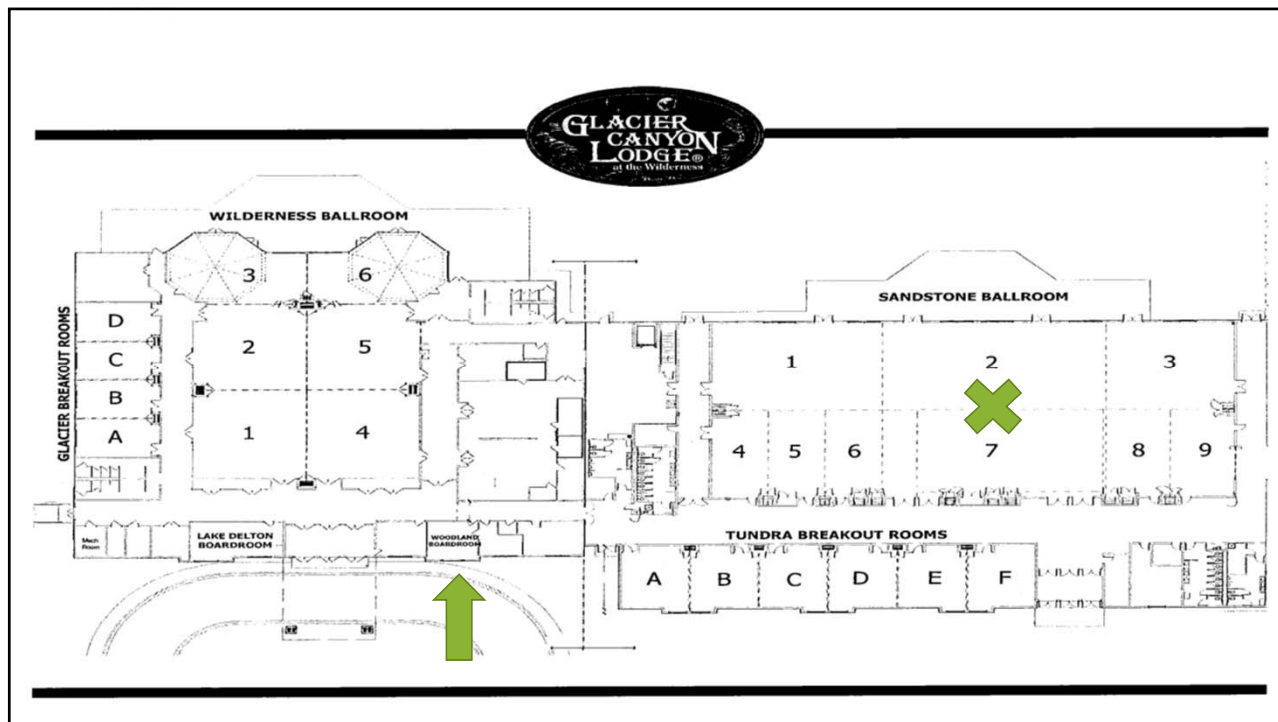 GLACIER
CANYON
LODGE®
at the Wilderness
WILDERNESS BALLROOM
3
6
2
5
1
4
GLACIER BREAKOUT ROOMS
D
C
B
A
Mech
Room
LAKE DELTON
BOARDROOM
WOODLAND
BOARDROOM
SANDSTONE BALLROOM
1
2
3
4
5
6
7
8
9
TUNDRA BREAKOUT ROOMS
A
B
C
D
E
F